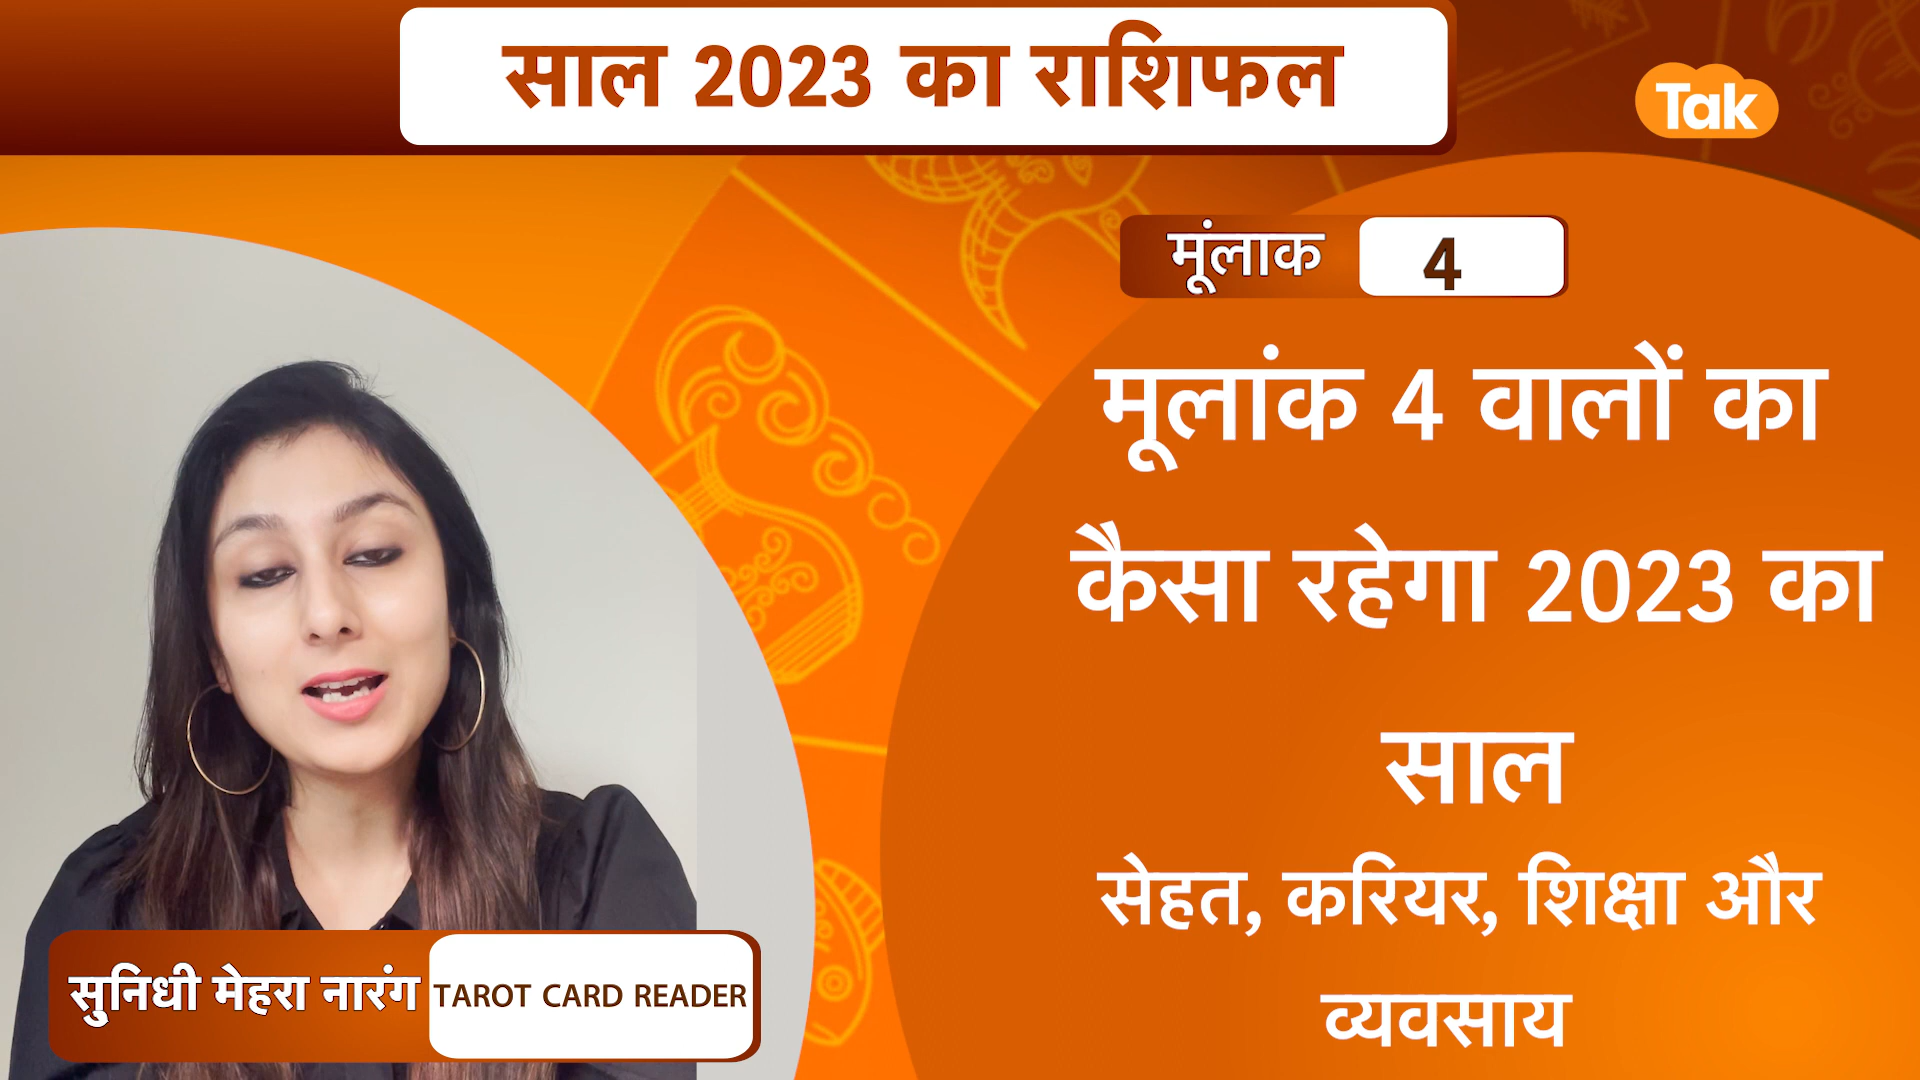 साल 2023 का राशिफल
Tak
मूंलाक 4
मूलांक 4 वालों का
कैसा रहेगा 2023 का
साल
सेहत, करियर, शिक्षा और
व्यवसाय
सुनिधी मेहरा नारंग TAROT CARD READER